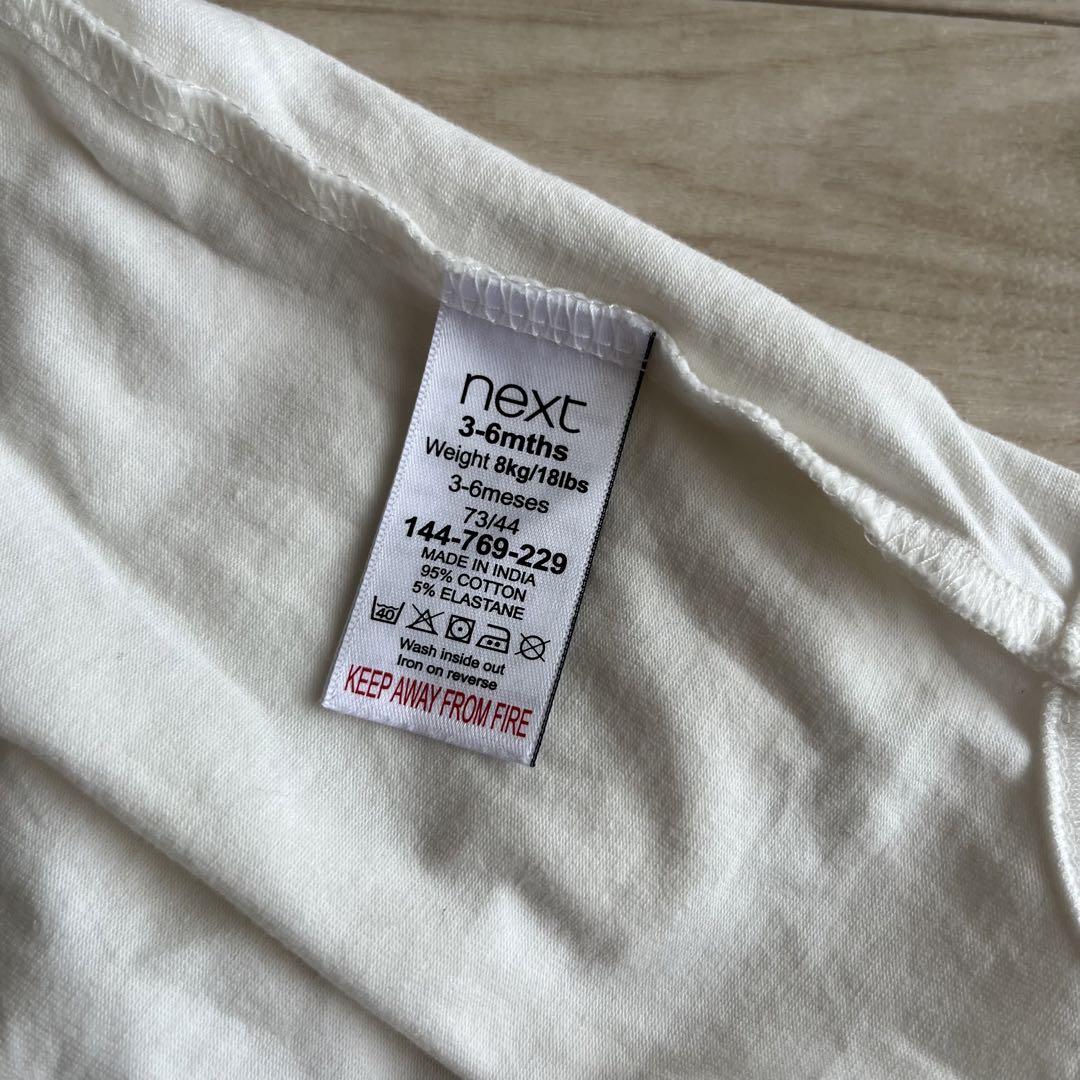 next
3-6mths
Weight 8kg/18lbs
3-6meses
73/44
144-769-229
MADE IN INDIA
95% COTTON
5% ELASTANE
40
Wash inside out
Iron on reverse
KEEP AWAY FROM FIRE